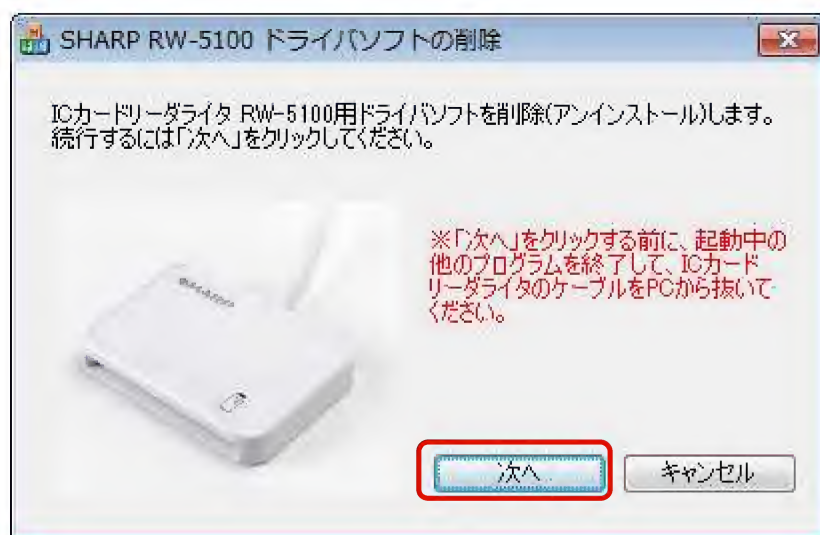 SHARP RW-5100 ドライバソフトの削除
ICカードリーダライタ RW-5100用ドライバソフトを削除(アンインストール)します。
続行するには「次へ」をクリックしてください。
※「次へ」をクリックする前に、起動中の
他のプログラムを終了して、ICカード
リーダライタのケーブルをPCから抜いて
ください。
次へ
キャンセル